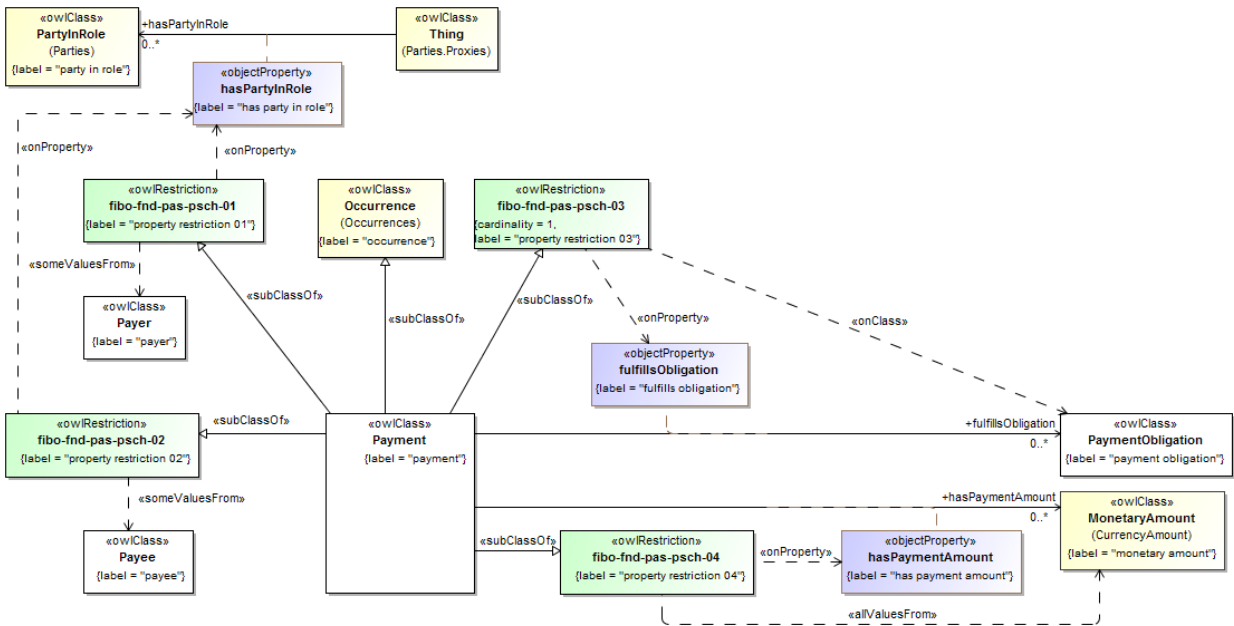 «owlClass»
PartyInRole
(Parties)
{label = "party in role"}
+hasPartyInRole
0..*
«owlClass»
Thing
(Parties.Proxies)
«objectProperty»
hasPartyInRole
{label = "has party in role"}
«onProperty»
«onProperty»
«owlRestriction»
fibo-fnd-pas-psch-01
{label = "property restriction 01"}
«owlClass»
Occurrence
(Occurrences)
{label = "occurrence"}
«owlRestriction»
fibo-fnd-pas-psch-03
{cardinality = 1,
label = "property restriction 03"}
«someValuesFrom»
«subClassOf»
«subClassOf»
«subClassOf»
«onProperty»
«onClass»
«owlClass»
Payer
{label = "payer"}
«objectProperty»
fulfillsObligation
{label = "fulfills obligation"}
«owlRestriction»
fibo-fnd-pas-psch-02
{label = "property restriction 02"}
«subClassOf»
«owlClass»
Payment
{label = "payment"}
+fulfillsObligation
0..*
«owlClass»
PaymentObligation
{label = "payment obligation"}
«someValuesFrom»
+hasPaymentAmount
0..*
«owlClass»
MonetaryAmount
(CurrencyAmount)
{label = "monetary amount"}
«owlClass»
Payee
{label = "payee"}
«subClassOf»
«owlRestriction»
fibo-fnd-pas-psch-04
{label = "property restriction 04"}
«onProperty»
«objectProperty»
hasPaymentAmount
{label = "has payment amount"}
«allValuesFrom»